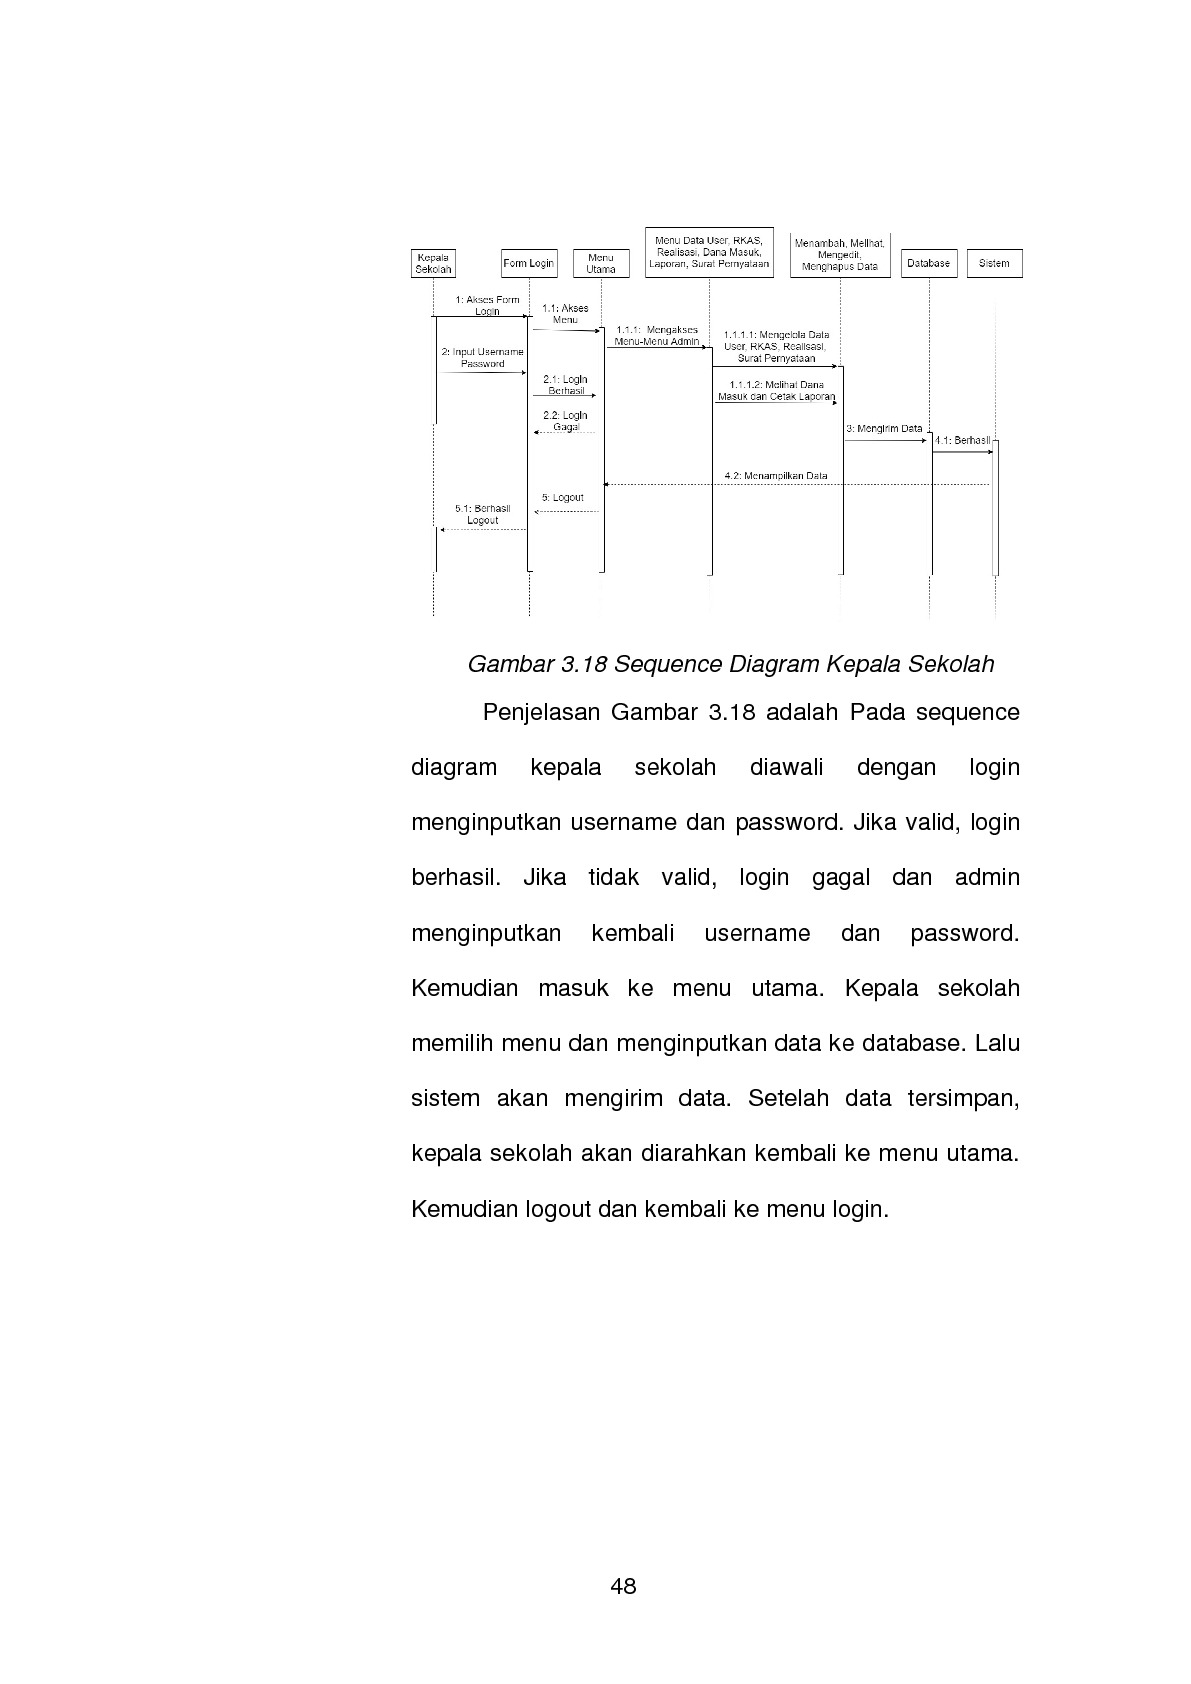 Menu Data User, RKAS,
Realisasi, Dana Masuk,
Laporan, Surat Pernyataan
Menambah, Melihat,
Mengedit,
Menghapus Data
Kepala
Sekolah
Form Login
Menu
Utama
Database
Sistem
1: Akses Form
Login
1.1: Akses
Menu
1.1.1: Mengakses
Menu-Menu Admin
1.1.1.1: Mengelola Data
User, RKAS, Realisasi,
Surat Pernyataan
2: Input Username
Password
2.1: Login
Berhasil
1.1.1.2: Melihat Dana
Masuk dan Cetak Laporan
2.2: Login
Gagal
3: Mengirim Data
4.1: Berhasil
4.2: Menampilkan Data
5: Logout
5.1: Berhasil
Logout
Gambar 3.18 Sequence Diagram Kepala Sekolah
Penjelasan Gambar 3.18 adalah Pada sequence
diagram kepala sekolah diawali dengan login
menginputkan username dan password. Jika valid, login
berhasil. Jika tidak valid, login gagal dan admin
menginputkan kembali username dan password.
Kemudian masuk ke menu utama. Kepala sekolah
memilih menu dan menginputkan data ke database. Lalu
sistem akan mengirim data. Setelah data tersimpan,
kepala sekolah akan diarahkan kembali ke menu utama.
Kemudian logout dan kembali ke menu login.
48